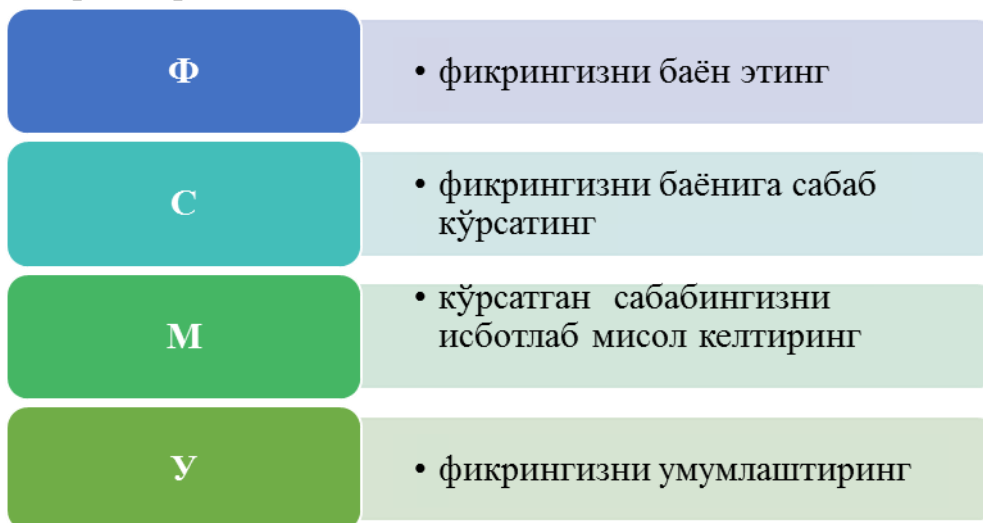 Ф
• фикрингизни баён этинг
С
• фикрингизни баёнига сабаб
кўрсатинг
М
• кўрсатган сабабингизни
исботлаб мисол келтиринг
У
• фикрингизни умумлаштиринг